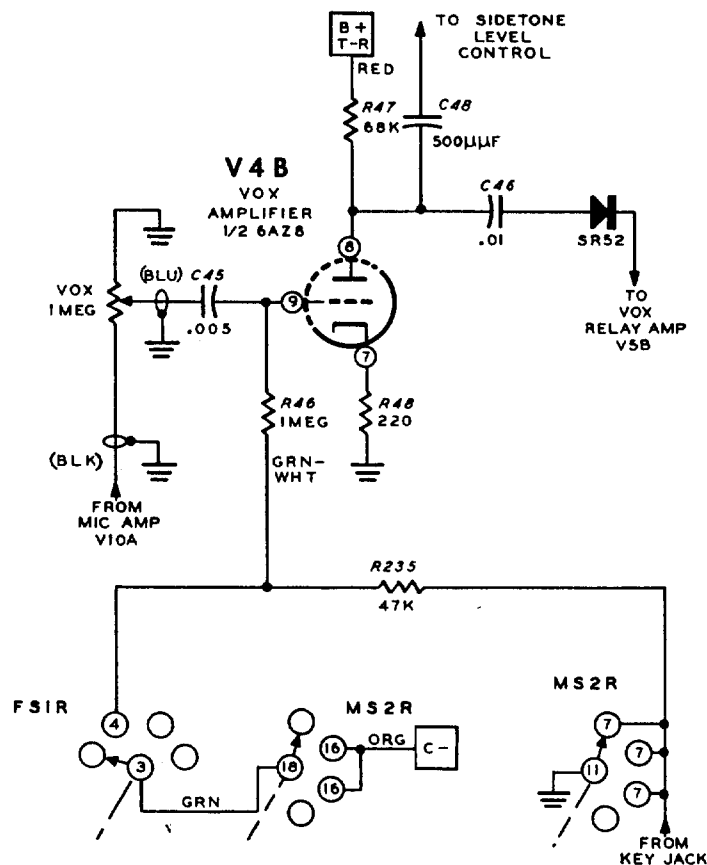 B+
T-R
RED
TO SIDETONE
LEVEL
CONTROL
R47
68K
C48
500µµF
V4B
VOX
AMPLIFIER
1/2 6AZ8
C46
.01
SR52
8
VOX
1MEG
(BLU)
C45
.005
9
7
TO
VOX
RELAY AMP
V5B
R46
1MEG
R48
220
GRN-
WHT
(BLK)
FROM
MIC AMP
V10A
R235
47K
FS1R
4
3
GRN
MS2R
18
16
16
ORG
C-
MS2R
7
7
7
11
FROM
KEY JACK